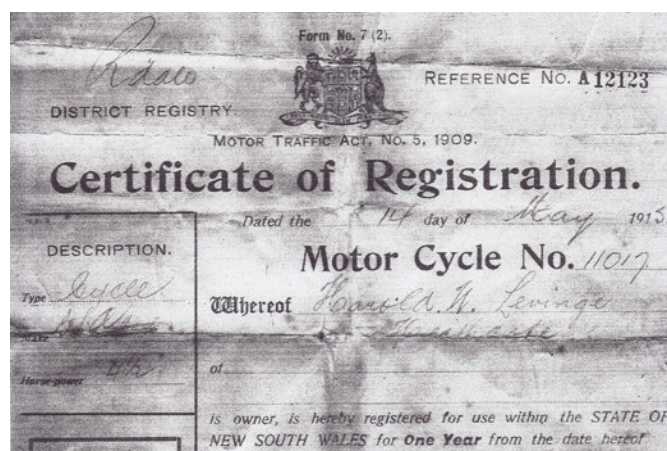 Form No. 7 (2).
REFERENCE NO. A 12123
DISTRICT REGISTRY.
MOTOR TRAFFIC ACT, No. 5, 1909.
Certificate of Registration.
Dated the 14 day of May 1915
DESCRIPTION.
Motor Cycle No. 11017
Type Cycle
Whereof Harold W. Levinge
Make
Horse-power
of
is owner, is hereby registered for use within the STATE OF
NEW SOUTH WALES for One Year from the date hereof.